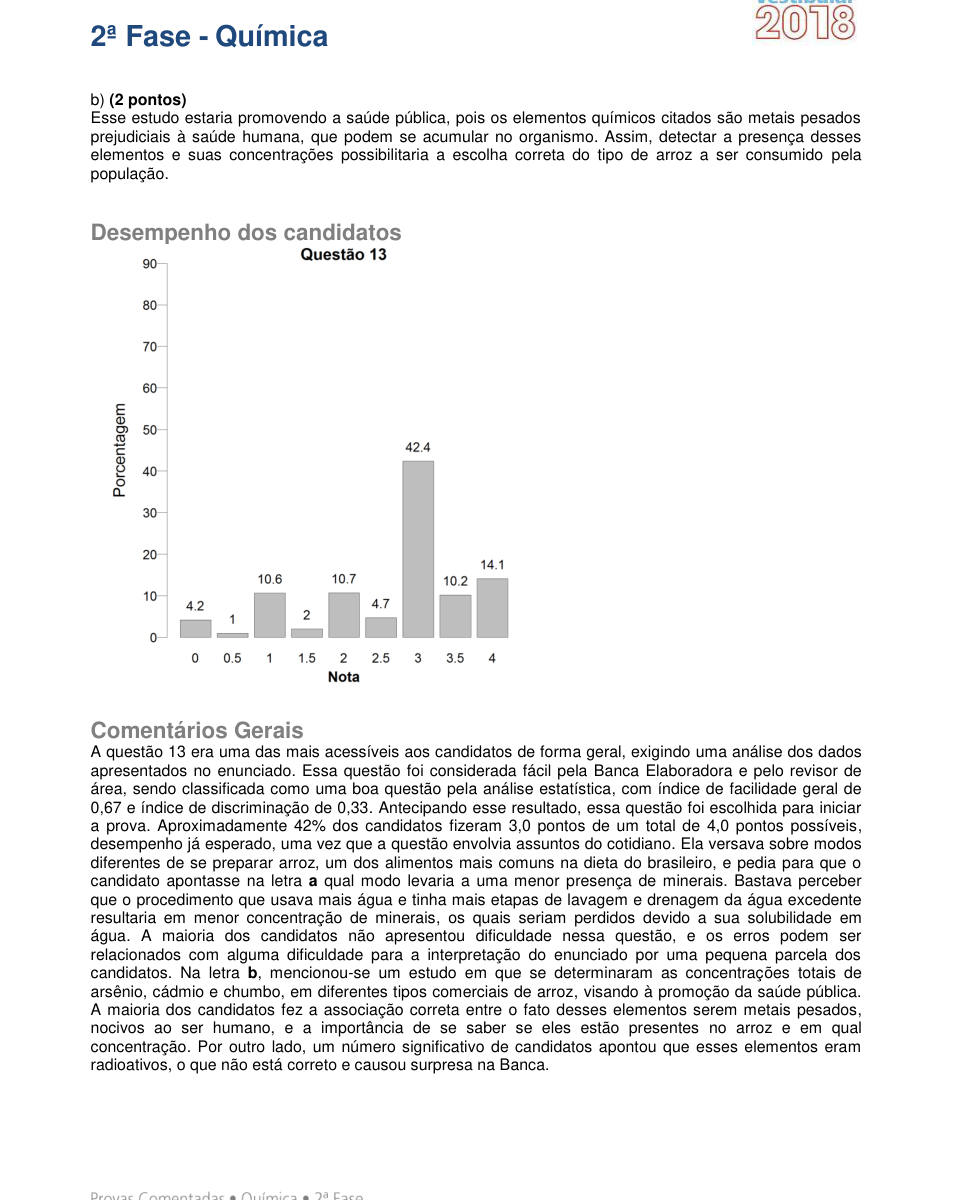 Vestibular
2018
2ª Fase - Química
b) (2 pontos)
Esse estudo estaria promovendo a saúde pública, pois os elementos químicos citados são metais pesados
prejudiciais à saúde humana, que podem se acumular no organismo. Assim, detectar a presença desses
elementos e suas concentrações possibilitaria a escolha correta do tipo de arroz a ser consumido pela
população.
Desempenho dos candidatos
Questão 13
90
80
70
60
50
40
30
20
10
0
Porcentagem
4.2
1
10.6
2
10.7
4.7
42.4
10.2
14.1
0 0.5 1 1.5 2 2.5 3 3.5 4
Nota
Comentários Gerais
A questão 13 era uma das mais acessíveis aos candidatos de forma geral, exigindo uma análise dos dados
apresentados no enunciado. Essa questão foi considerada fácil pela Banca Elaboradora e pelo revisor de
área, sendo classificada como uma boa questão pela análise estatística, com índice de facilidade geral de
0,67 e índice de discriminação de 0,33. Antecipando esse resultado, essa questão foi escolhida para iniciar
a prova. Aproximadamente 42% dos candidatos fizeram 3,0 pontos de um total de 4,0 pontos possíveis,
desempenho já esperado, uma vez que a questão envolvia assuntos do cotidiano. Ela versava sobre modos
diferentes de se preparar arroz, um dos alimentos mais comuns na dieta do brasileiro, e pedia para que o
candidato apontasse na letra a qual modo levaria a uma menor presença de minerais. Bastava perceber
que o procedimento que usava mais água e tinha mais etapas de lavagem e drenagem da água excedente
resultaria em menor concentração de minerais, os quais seriam perdidos devido a sua solubilidade em
água. A maioria dos candidatos não apresentou dificuldade nessa questão, e os erros podem ser
relacionados com alguma dificuldade para a interpretação do enunciado por uma pequena parcela dos
candidatos. Na letra b, mencionou-se um estudo em que se determinaram as concentrações totais de
arsênio, cádmio e chumbo, em diferentes tipos comerciais de arroz, visando à promoção da saúde pública.
A maioria dos candidatos fez a associação correta entre o fato desses elementos serem metais pesados,
nocivos ao ser humano, e a importância de se saber se eles estão presentes no arroz e em qual
concentração. Por outro lado, um número significativo de candidatos apontou que esses elementos eram
radioativos, o que não está correto e causou surpresa na Banca.
Provas Comentadas • Química • 2ª Fase